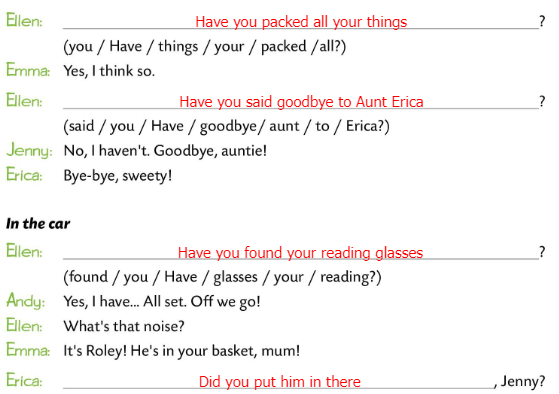 Ellen: Have you packed all your things ?
(you / Have / things / your / packed /all?)
Emma: Yes, I think so.
Ellen: Have you said goodbye to Aunt Erica ?
(said / you / Have / goodbye/ aunt / to / Erica?)
Jenny: No, I haven't. Goodbye, auntie!
Erica: Bye-bye, sweety!
In the car
Ellen: Have you found your reading glasses ?
(found / you / Have / glasses / your / reading?)
Andy: Yes, I have... All set. Off we go!
Ellen: What's that noise?
Emma: It's Roley! He's in your basket, mum!
Erica: Did you put him in there , Jenny?